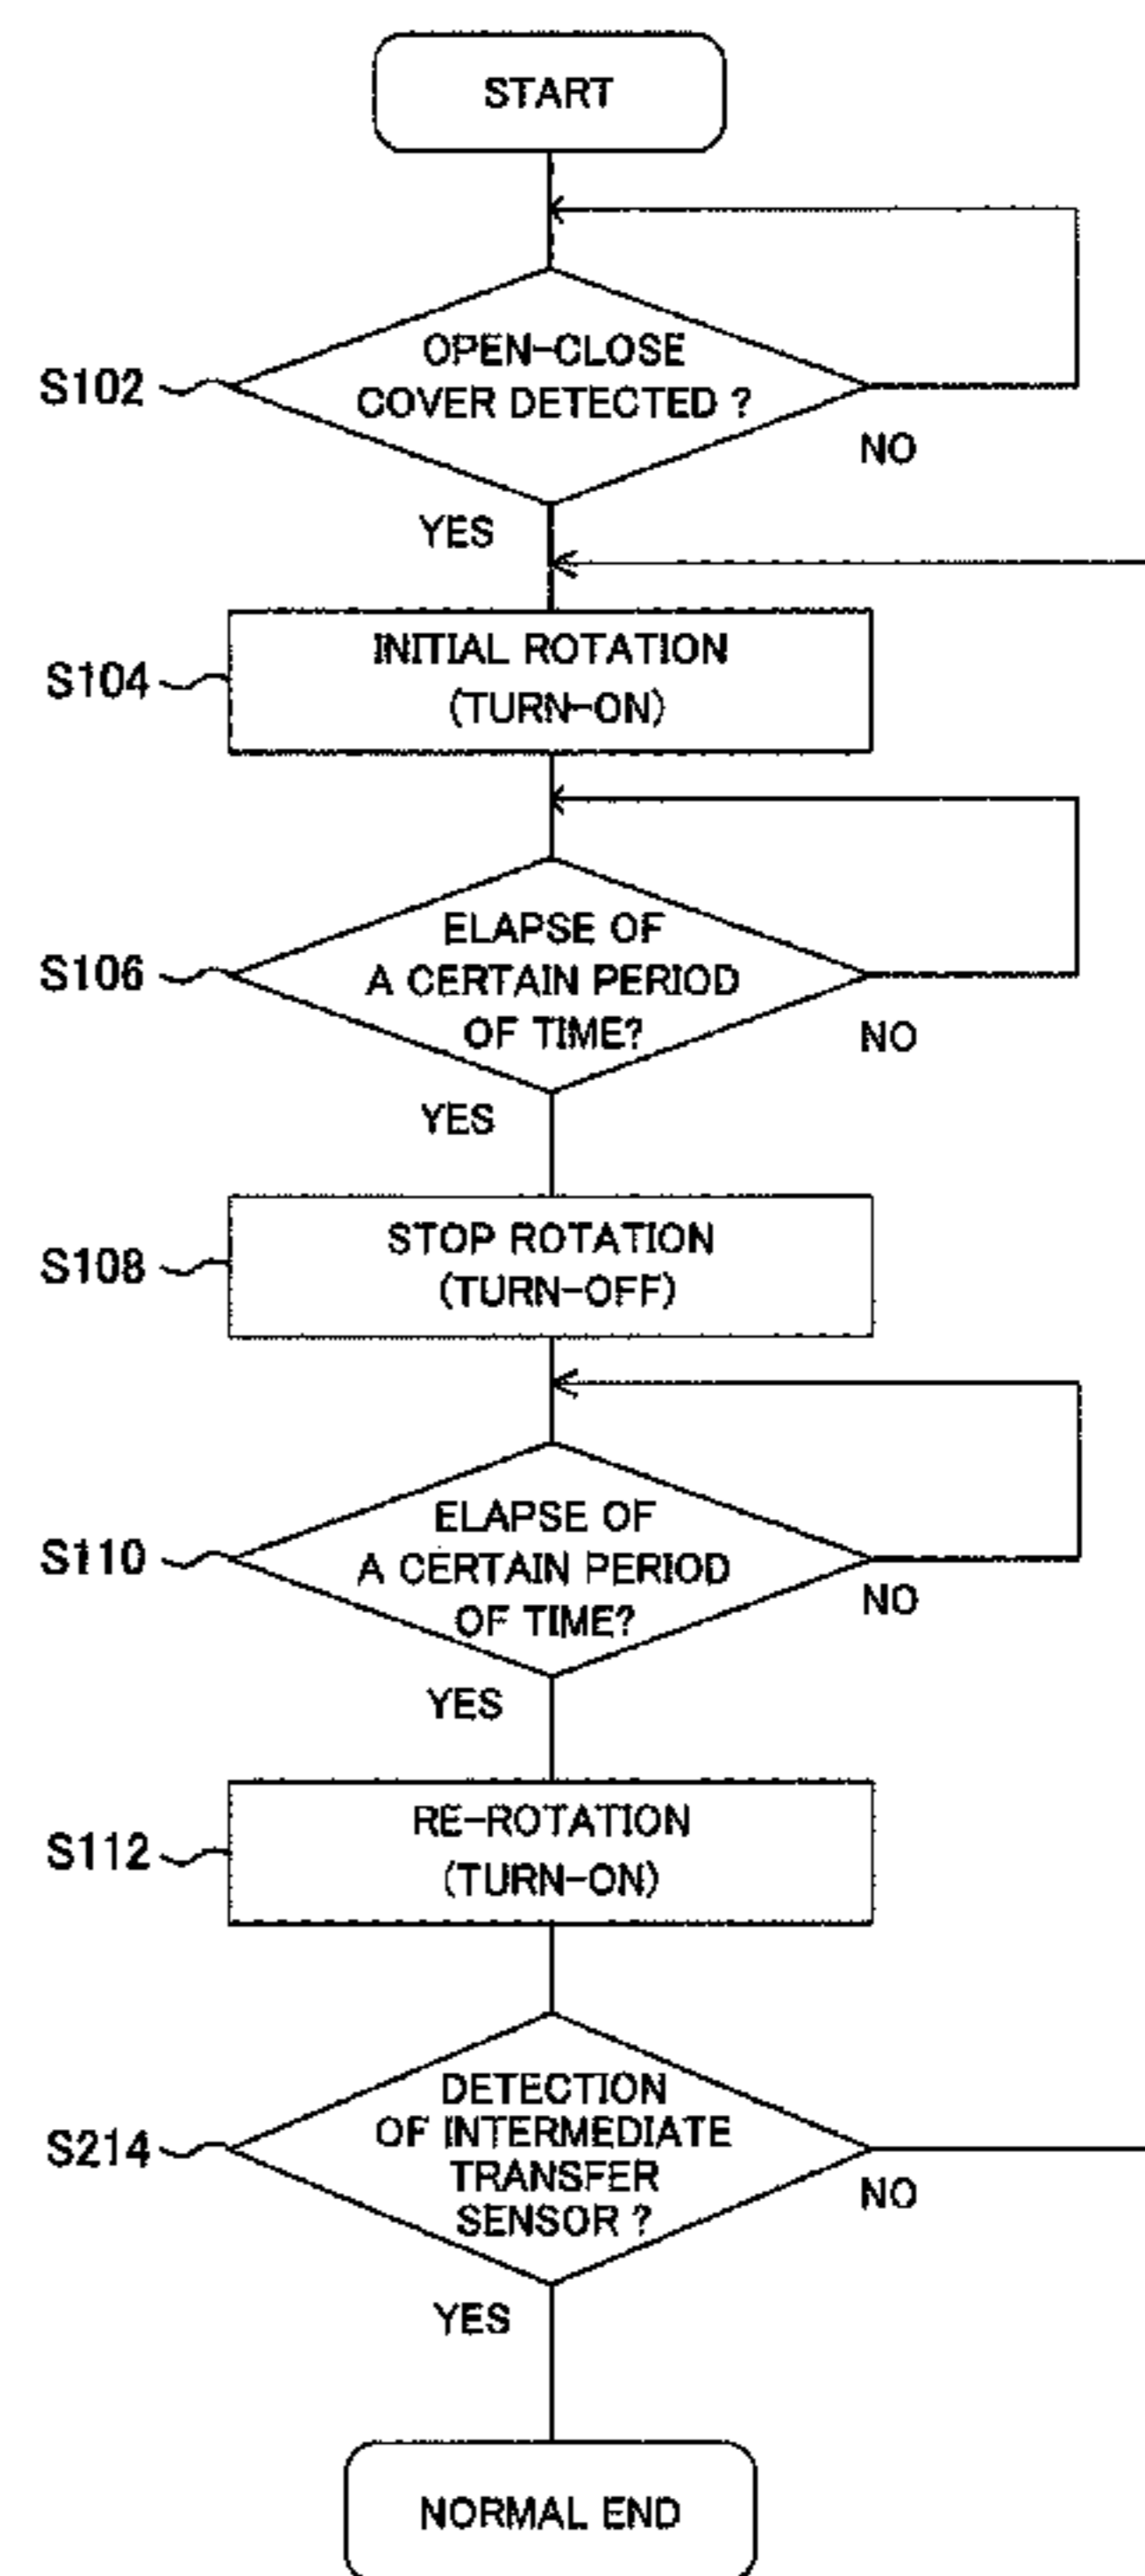 START
OPEN-CLOSE
COVER DETECTED ?
S102
NO
YES
INITIAL ROTATION
(TURN-ON)
S104
ELAPSE OF
A CERTAIN PERIOD
OF TIME?
S106
NO
YES
STOP ROTATION
(TURN-OFF)
S108
ELAPSE OF
A CERTAIN PERIOD
OF TIME?
S110
NO
YES
RE-ROTATION
(TURN-ON)
S112
DETECTION
OF INTERMEDIATE
TRANSFER
SENSOR ?
S214
NO
YES
NORMAL END